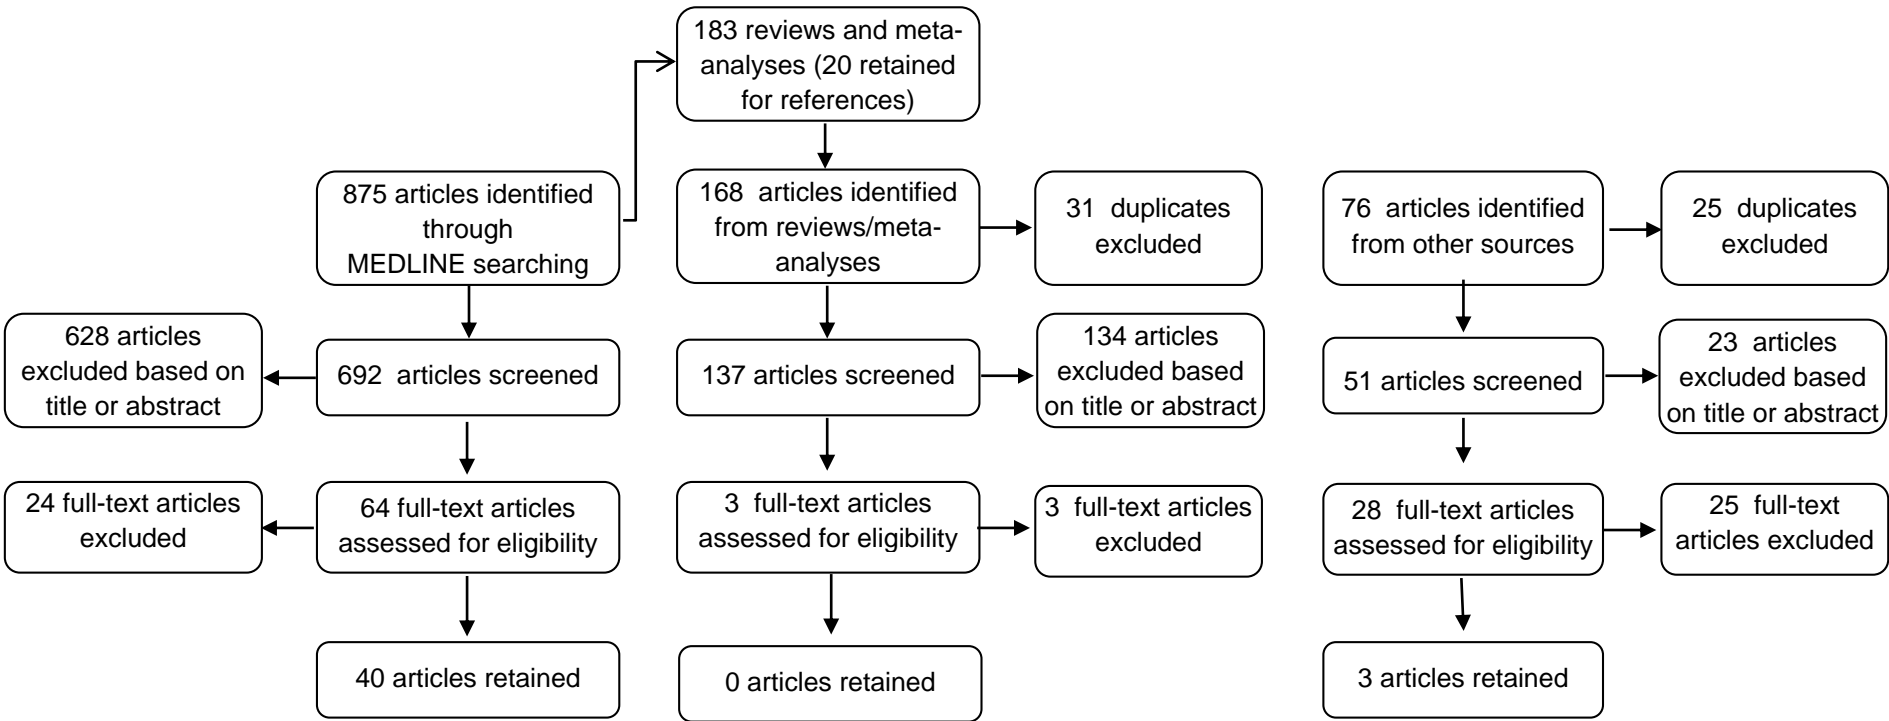 183 reviews and meta-
analyses (20 retained
for references)
875 articles identified
through
MEDLINE searching
168 articles identified
from reviews/meta-
analyses
31 duplicates
excluded
76 articles identified
from other sources
25 duplicates
excluded
628 articles
excluded based on
title or abstract
692 articles screened
137 articles screened
134 articles
excluded based
on title or abstract
51 articles screened
23 articles
excluded based
on title or abstract
24 full-text articles
excluded
64 full-text articles
assessed for eligibility
3 full-text articles
assessed for eligibility
3 full-text articles
excluded
28 full-text articles
assessed for eligibility
25 full-text
articles excluded
40 articles retained
0 articles retained
3 articles retained